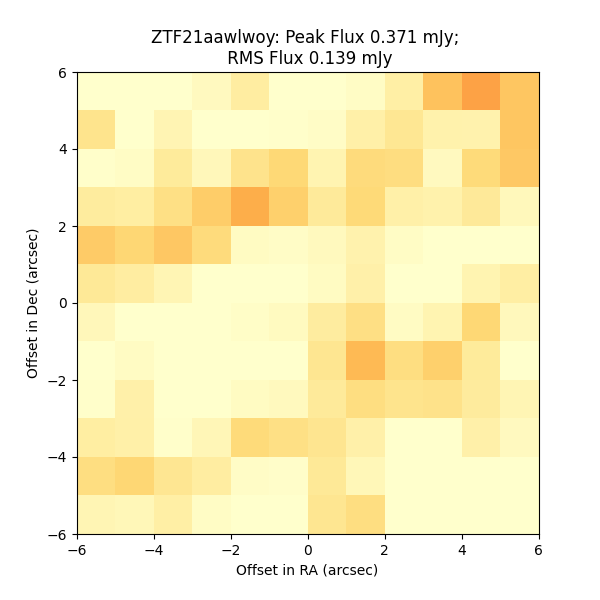 ZTF21aawlwoy: Peak Flux 0.371 mJy;
RMS Flux 0.139 mJy
6
4
2
0
−2
−4
−6
Offset in Dec (arcsec)
−6 −4 −2 0 2 4 6
Offset in RA (arcsec)